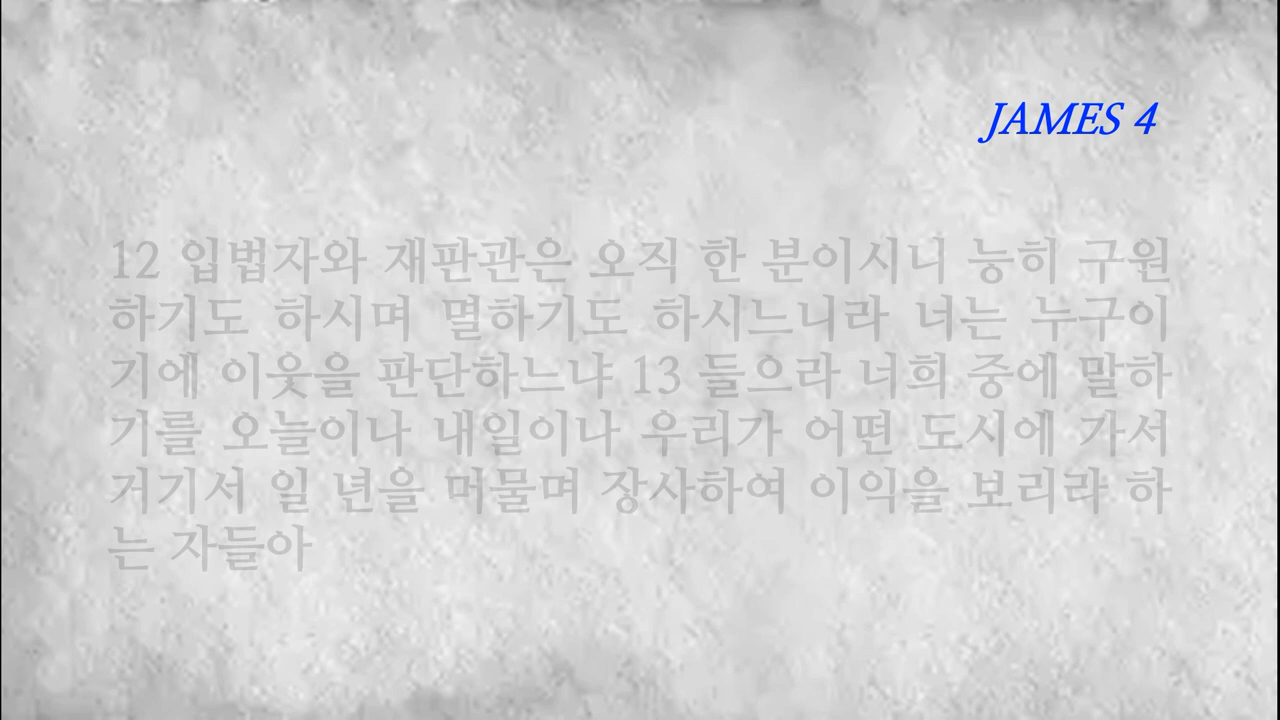 JAMES 4
12 입법자와 재판관은 오직 한 분이시니 능히 구원
하기도 하시며 멸하기도 하시느니라 너는 누구이
기에 이웃을 판단하느냐 13 들으라 너희 중에 말하
기를 오늘이나 내일이나 우리가 어떤 도시에 가서
거기서 일 년을 머물며 장사하여 이익을 보리라 하
는 자들아